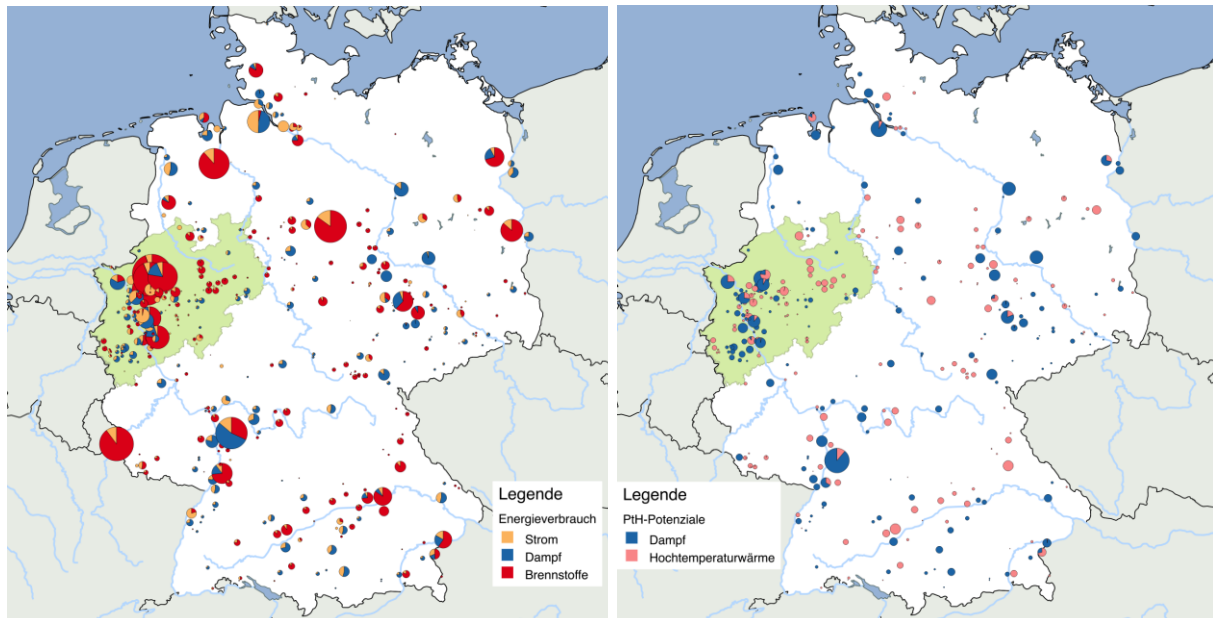 Legende
Energieverbrauch
Strom
Dampf
Brennstoffe
Legende
PtH-Potenziale
Dampf
Hochtemperaturwärme